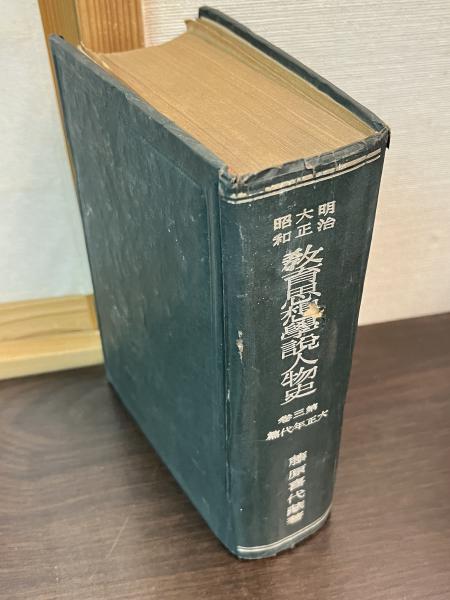 明治
大正
昭和
教育思想學說人物史
第三卷
大正年代篇
藤原喜代藏著